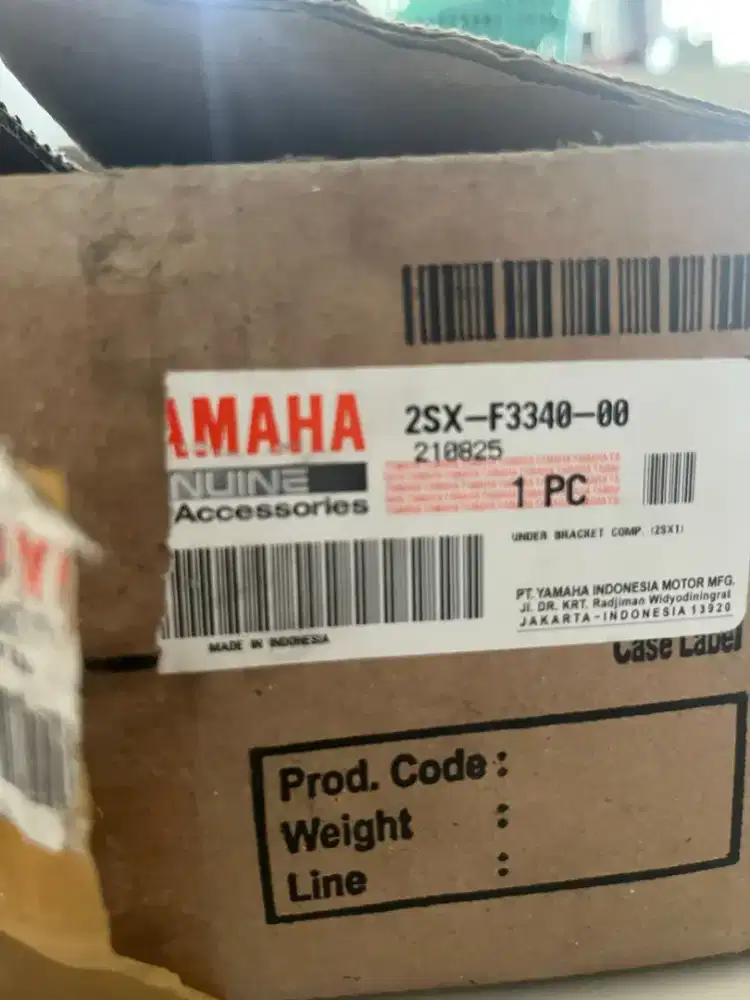 AMAHA
NUINE
Accessories
2SX-F3340-00
210825
1 PC
UNDER BRACKET COMP. (2SX1)
MADE IN INDONESIA
PT. YAMAHA INDONESIA MOTOR MFG.
Jl. DR. KRT. Radjiman Widyodiningrat
JAKARTA-INDONESIA 13920
Case Label
Prod. Code :
Weight :
Line :